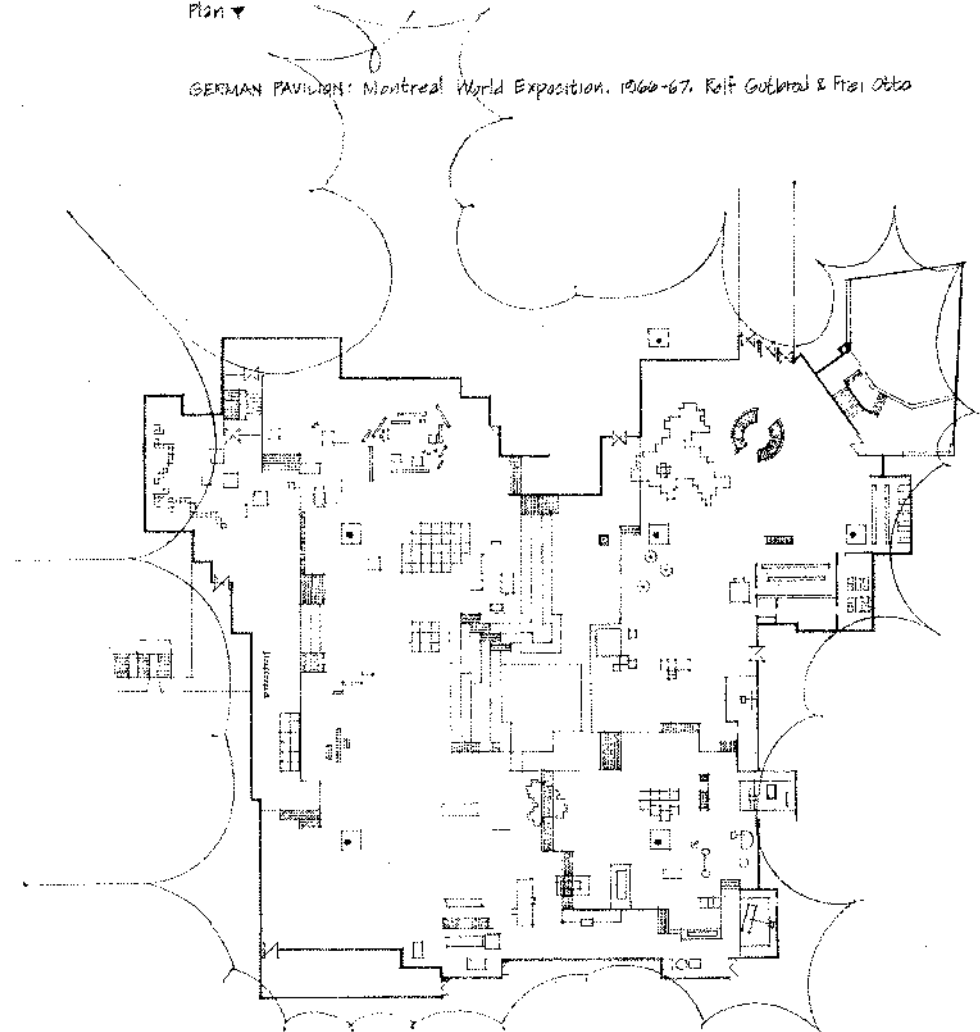 Plan ▼
GERMAN PAVILION: Montreal World Exposition. 1966-67. Rolf Gutbrod & Frei Otto